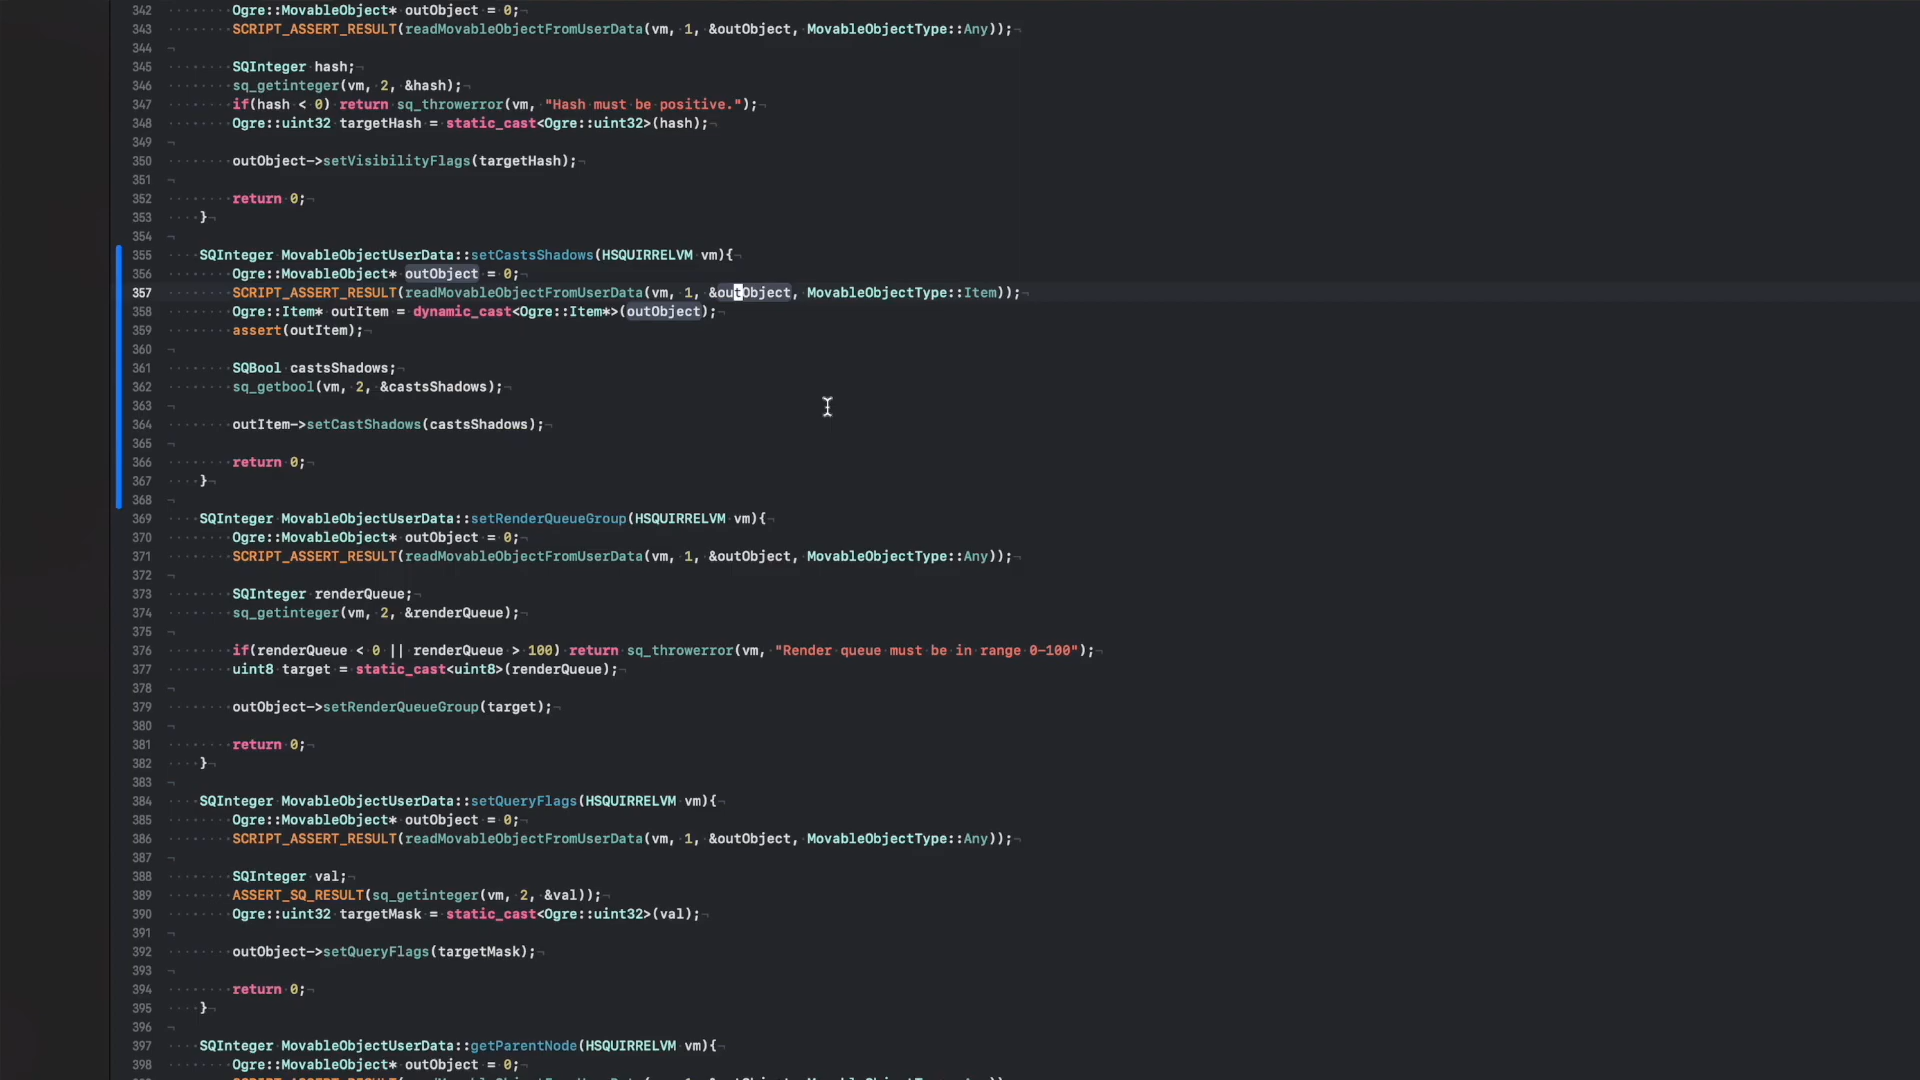 342 Ogre::MovableObject* outObject = 0;
343 SCRIPT_ASSERT_RESULT(readMovableObjectFromUserData(vm, 1, &outObject, MovableObjectType::Any));
344
345 SQInteger hash;
346 sq_getinteger(vm, 2, &hash);
347 if(hash < 0) return sq_throwerror(vm, "Hash must be positive.");
348 Ogre::uint32 targetHash = static_cast<Ogre::uint32>(hash);
349
350 outObject->setVisibilityFlags(targetHash);
351
352 return 0;
353 }
354
355 SQInteger MovableObjectUserData::setCastsShadows(HSQUIRRELVM vm){
356 Ogre::MovableObject* outObject = 0;
357 SCRIPT_ASSERT_RESULT(readMovableObjectFromUserData(vm, 1, &outObject, MovableObjectType::Item));
358 Ogre::Item* outItem = dynamic_cast<Ogre::Item*>(outObject);
359 assert(outItem);
360
361 SQBool castsShadows;
362 sq_getbool(vm, 2, &castsShadows);
363
364 outItem->setCastShadows(castsShadows);
365
366 return 0;
367 }
368
369 SQInteger MovableObjectUserData::setRenderQueueGroup(HSQUIRRELVM vm){
370 Ogre::MovableObject* outObject = 0;
371 SCRIPT_ASSERT_RESULT(readMovableObjectFromUserData(vm, 1, &outObject, MovableObjectType::Any));
372
373 SQInteger renderQueue;
374 sq_getinteger(vm, 2, &renderQueue);
375
376 if(renderQueue < 0 || renderQueue > 100) return sq_throwerror(vm, "Render queue must be in range 0-100");
377 uint8 target = static_cast<uint8>(renderQueue);
378
379 outObject->setRenderQueueGroup(target);
380
381 return 0;
382 }
383
384 SQInteger MovableObjectUserData::setQueryFlags(HSQUIRRELVM vm){
385 Ogre::MovableObject* outObject = 0;
386 SCRIPT_ASSERT_RESULT(readMovableObjectFromUserData(vm, 1, &outObject, MovableObjectType::Any));
387
388 SQInteger val;
389 ASSERT_SQ_RESULT(sq_getinteger(vm, 2, &val));
390 Ogre::uint32 targetMask = static_cast<Ogre::uint32>(val);
391
392 outObject->setQueryFlags(targetMask);
393
394 return 0;
395 }
396
397 SQInteger MovableObjectUserData::getParentNode(HSQUIRRELVM vm){
398 Ogre::MovableObject* outObject = 0;